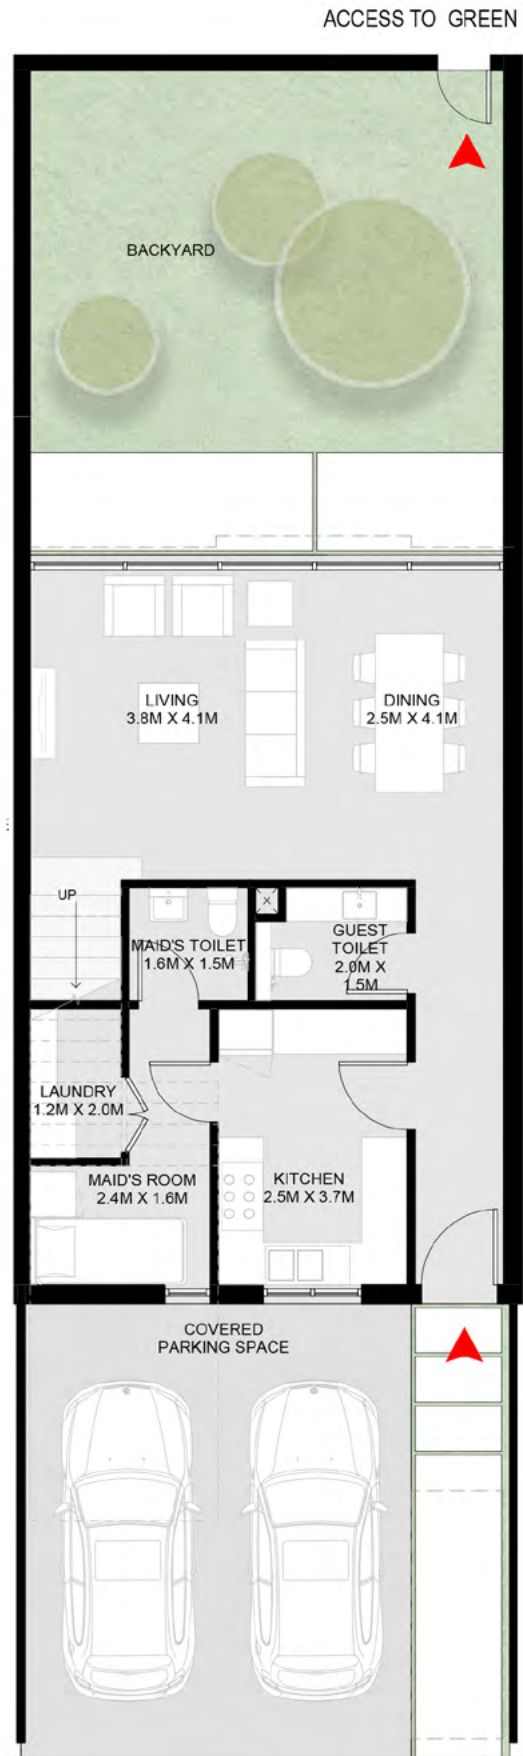 ACCESS TO GREEN
BACKYARD
LIVING
3.8M X 4.1M
DINING
2.5M X 4.1M
UP
MAID'S TOILET
1.6M X 1.5M
X
GUEST
TOILET
2.0M X
1.5M
LAUNDRY
1.2M X 2.0M
MAID'S ROOM
2.4M X 1.6M
KITCHEN
2.5M X 3.7M
COVERED
PARKING SPACE